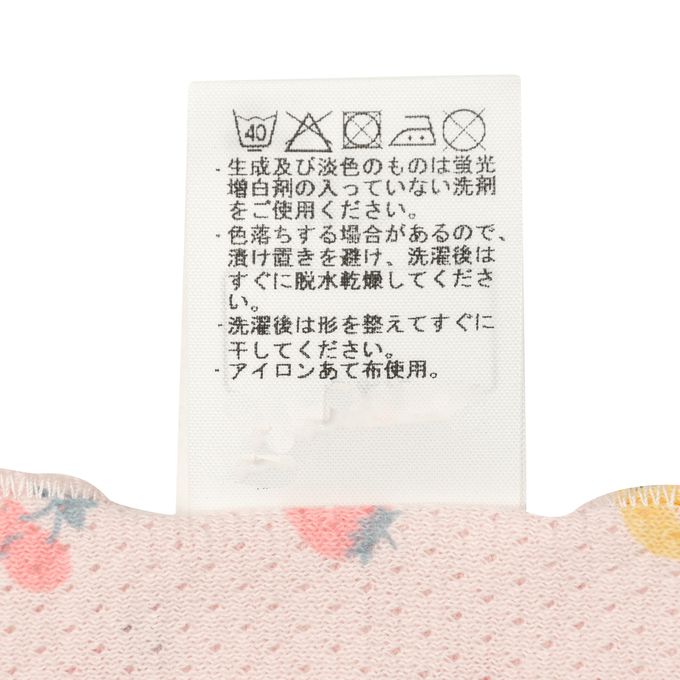 40
・生成及び淡色のものは蛍光
増白剤の入っていない洗剤
をご使用ください。
・色落ちする場合があるので、
漬け置きを避け、洗濯後は
すぐに脱水乾燥してくださ
い。
・洗濯後は形を整えてすぐに
干してください。
・アイロンあて布使用。